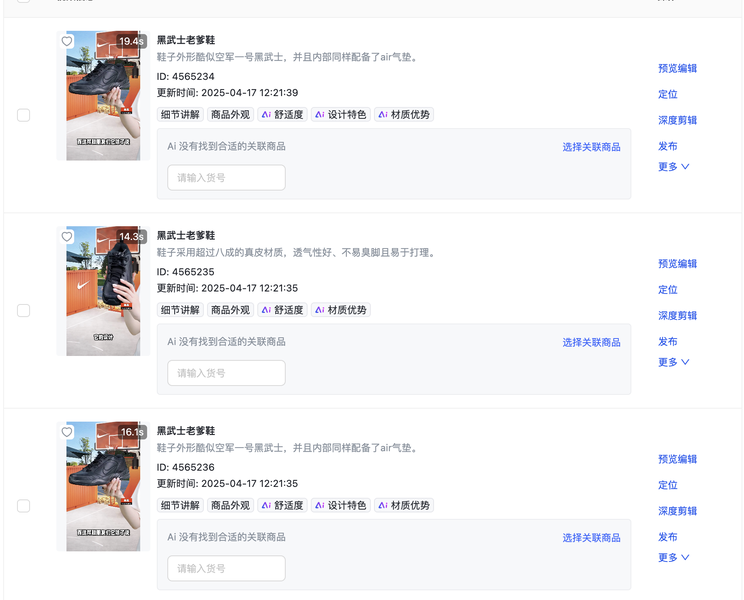 19.4s
黑武士老爹鞋
鞋子外形酷似空军一号黑武士，并且内部同样配备了air气垫。
ID: 4565234
更新时间: 2025-04-17 12:21:39
细节讲解 商品外观 Ai 舒适度 Ai 设计特色 Ai 材质优势
Ai 没有找到合适的关联商品
选择关联商品
请输入货号
预览编辑
定位
深度剪辑
发布
更多
14.3s
黑武士老爹鞋
鞋子采用超过八成的真皮材质，透气性好、不易臭脚且易于打理。
ID: 4565235
更新时间: 2025-04-17 12:21:35
细节讲解 商品外观 Ai 舒适度 Ai 材质优势
Ai 没有找到合适的关联商品
选择关联商品
请输入货号
预览编辑
定位
深度剪辑
发布
更多
16.1s
黑武士老爹鞋
鞋子外形酷似空军一号黑武士，并且内部同样配备了air气垫。
ID: 4565236
更新时间: 2025-04-17 12:21:35
细节讲解 商品外观 Ai 舒适度 Ai 设计特色 Ai 材质优势
Ai 没有找到合适的关联商品
选择关联商品
请输入货号
预览编辑
定位
深度剪辑
发布
更多